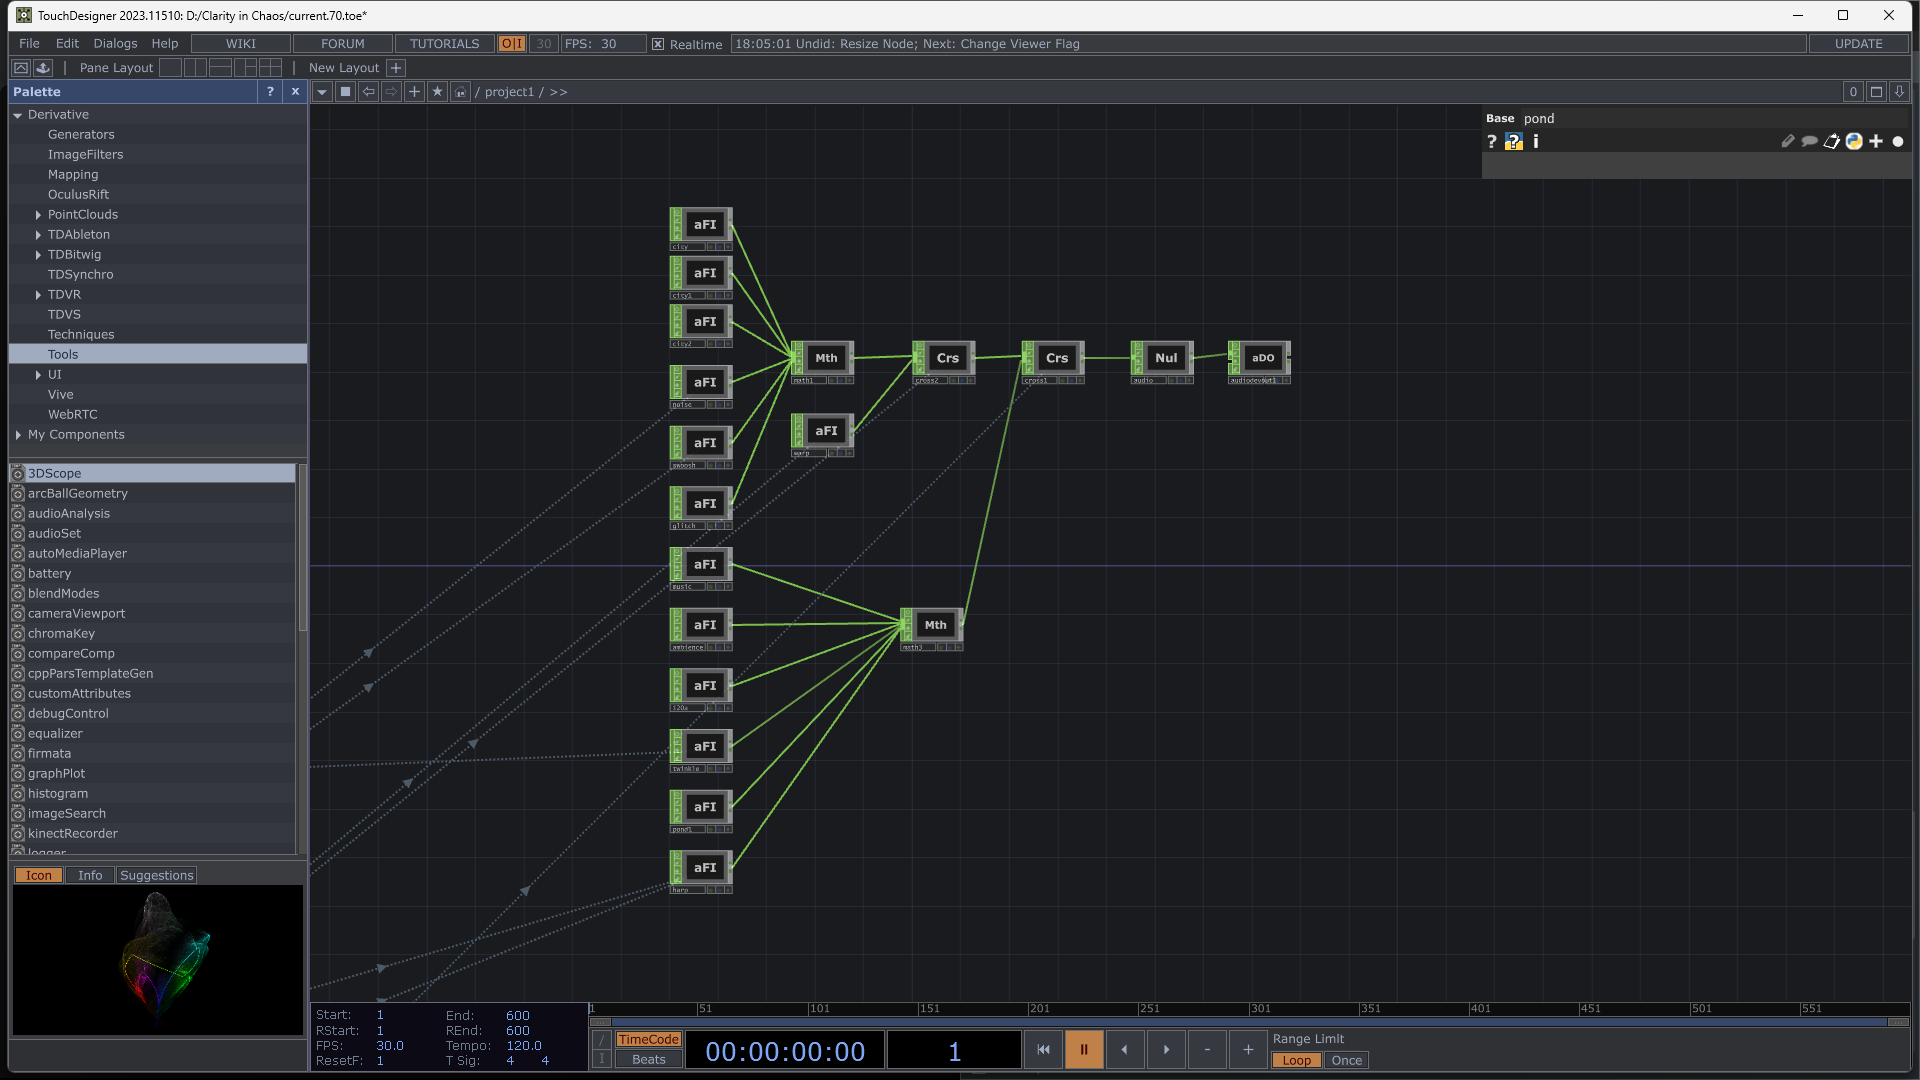 TouchDesigner 2023.11510: D:/Clarity in Chaos/current.70.toe*
File Edit Dialogs Help WIKI FORUM TUTORIALS O|I 30 FPS: 30 Realtime 18:05:01 Undid: Resize Node; Next: Change Viewer Flag UPDATE
Pane Layout New Layout +
Palette ? x
/ project1 / >> 0
Derivative
Generators
ImageFilters
Mapping
OculusRift
PointClouds
TDAbleton
TDBitwig
TDSynchro
TDVR
TDVS
Techniques
Tools
UI
Vive
WebRTC
My Components
3DScope
arcBallGeometry
audioAnalysis
audioSet
autoMediaPlayer
battery
blendModes
cameraViewport
chromaKey
compareComp
cppParsTemplateGen
customAttributes
debugControl
equalizer
firmata
graphPlot
histogram
imageSearch
kinectRecorder
logger
Icon Info Suggestions
Base pond
? ? i
aFI
city
aFI
city1
aFI
city2
aFI
noise
aFI
swoosh
aFI
glitch
aFI
music
aFI
ambience
aFI
aFI
twinkle
aFI
pond1
aFI
harp
Mth
math1
aFI
warp
Crs
cross2
Crs
cross1
Nul
audio
aDO
audiodevout1
Mth
math3
Start: 1 End: 600
RStart: 1 REnd: 600
FPS: 30.0 Tempo: 120.0
ResetF: 1 T Sig: 4 4
1 51 101 151 201 251 301 351 401 451 501 551
TimeCode
Beats
00:00:00:00
1
- +
Range Limit
Loop Once